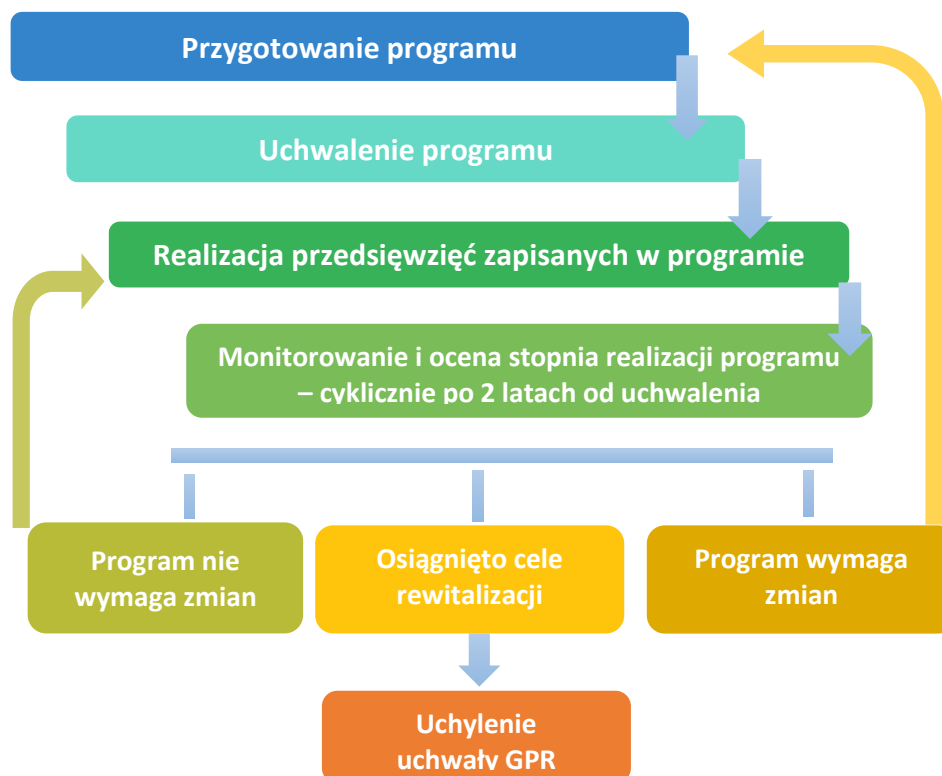 Przygotowanie programu
Uchwalenie programu
Realizacja przedsięwzięć zapisanych w programie
Monitorowanie i ocena stopnia realizacji programu
– cyklicznie po 2 latach od uchwalenia
Program nie
wymaga zmian
Osiągnięto cele
rewitalizacji
Program wymaga
zmian
Uchylenie
uchwały GPR